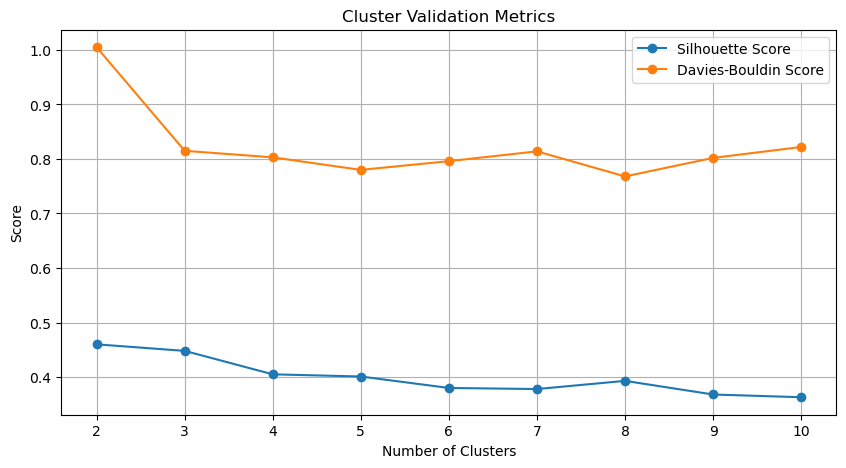 Cluster Validation Metrics
Silhouette Score
Davies-Bouldin Score
Score
1.0
0.9
0.8
0.7
0.6
0.5
0.4
2 3 4 5 6 7 8 9 10
Number of Clusters